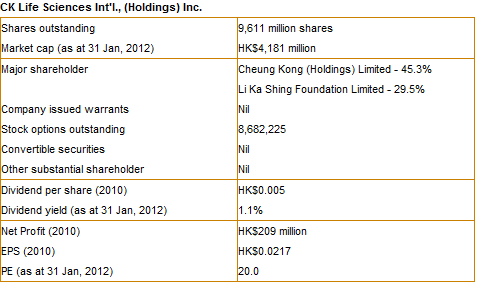 CK Life Sciences Int'l., (Holdings) Inc.
Shares outstanding 9,611 million shares
Market cap (as at 31 Jan, 2012) HK$4,181 million
Major shareholder Cheung Kong (Holdings) Limited - 45.3%
Li Ka Shing Foundation Limited - 29.5%
Company issued warrants Nil
Stock options outstanding 8,682,225
Convertible securities Nil
Other substantial shareholder Nil
Dividend per share (2010) HK$0.005
Dividend yield (as at 31 Jan, 2012) 1.1%
Net Profit (2010) HK$209 million
EPS (2010) HK$0.0217
PE (as at 31 Jan, 2012) 20.0